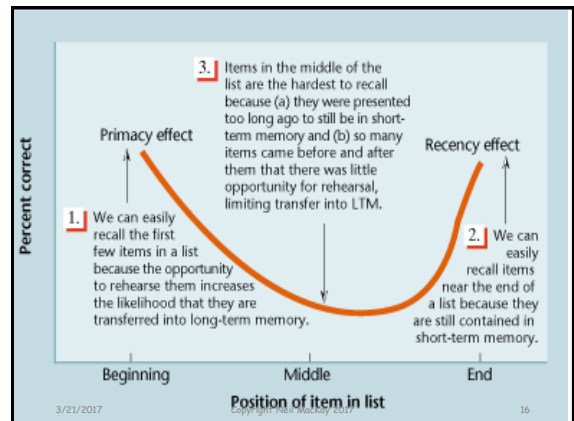 3. Items in the middle of the
list are the hardest to recall
because (a) they were presented
too long ago to still be in short-
term memory and (b) so many
items came before and after
them that there was little
opportunity for rehearsal,
limiting transfer into LTM.
Primacy effect
Recency effect
1. We can easily
recall the first
few items in a list
because the opportunity
to rehearse them increases
the likelihood that they are
transferred into long-term memory.
2. We can
easily
recall items
near the end of
a list because they
are still contained in
short-term memory.
Percent correct
Beginning
Middle
End
Position of item in list
3/21/2017
Copyright Neil Mackay 2017
16